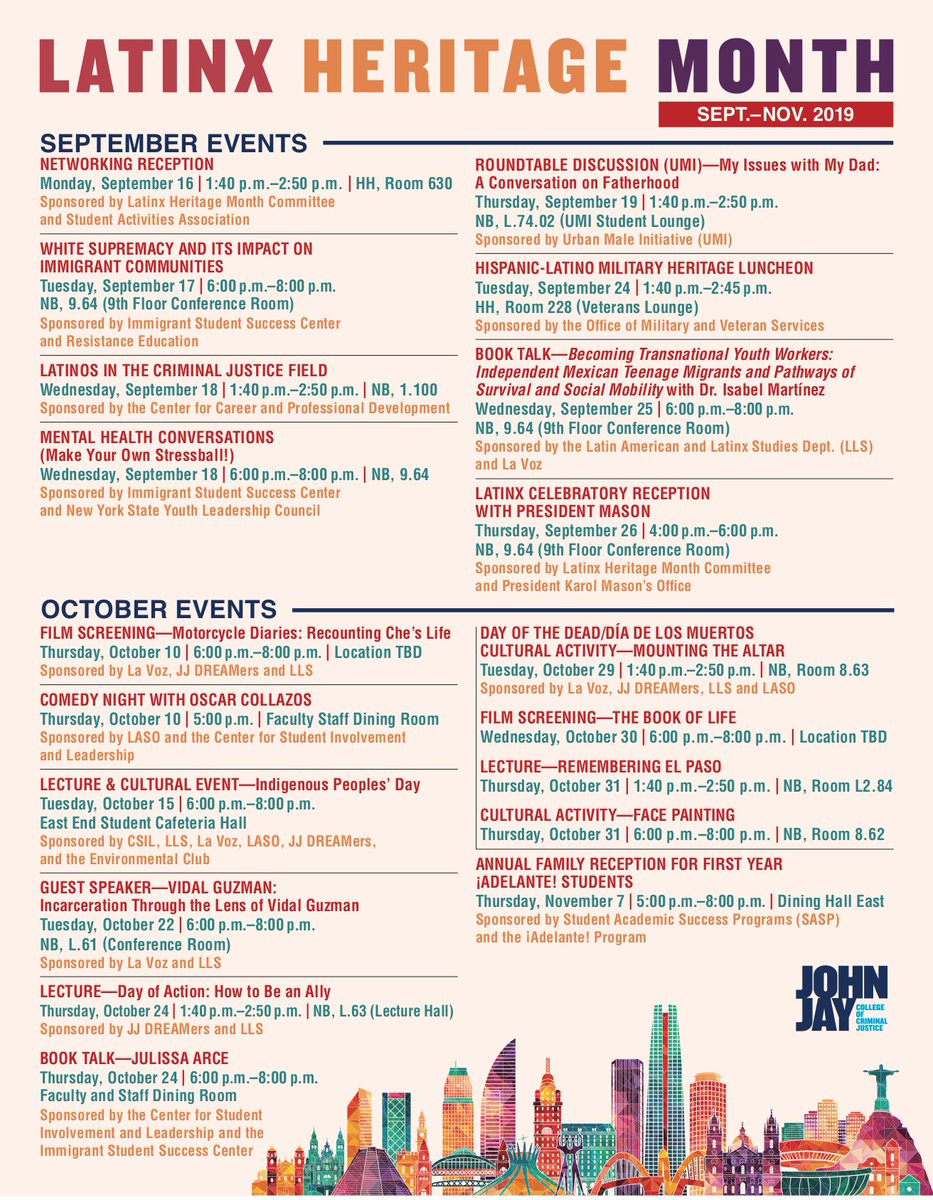 LATINX HERITAGE MONTH
SEPT.–NOV. 2019
SEPTEMBER EVENTS
NETWORKING RECEPTION
Monday, September 16 | 1:40 p.m.–2:50 p.m. | HH, Room 630
Sponsored by Latinx Heritage Month Committee
and Student Activities Association
WHITE SUPREMACY AND ITS IMPACT ON
IMMIGRANT COMMUNITIES
Tuesday, September 17 | 6:00 p.m.–8:00 p.m.
NB, 9.64 (9th Floor Conference Room)
Sponsored by Immigrant Student Success Center
and Resistance Education
LATINOS IN THE CRIMINAL JUSTICE FIELD
Wednesday, September 18 | 1:40 p.m.–2:50 p.m. | NB, 1.100
Sponsored by the Center for Career and Professional Development
MENTAL HEALTH CONVERSATIONS
(Make Your Own Stressball!)
Wednesday, September 18 | 6:00 p.m.–8:00 p.m. | NB, 9.64
Sponsored by Immigrant Student Success Center
and New York State Youth Leadership Council
ROUNDTABLE DISCUSSION (UMI)—My Issues with My Dad:
A Conversation on Fatherhood
Thursday, September 19 | 1:40 p.m.–2:50 p.m.
NB, L.74.02 (UMI Student Lounge)
Sponsored by Urban Male Initiative (UMI)
HISPANIC-LATINO MILITARY HERITAGE LUNCHEON
Tuesday, September 24 | 1:40 p.m.–2:45 p.m.
HH, Room 228 (Veterans Lounge)
Sponsored by the Office of Military and Veteran Services
BOOK TALK—Becoming Transnational Youth Workers:
Independent Mexican Teenage Migrants and Pathways of
Survival and Social Mobility with Dr. Isabel Martínez
Wednesday, September 25 | 6:00 p.m.–8:00 p.m.
NB, 9.64 (9th Floor Conference Room)
Sponsored by the Latin American and Latinx Studies Dept. (LLS)
and La Voz
LATINX CELEBRATORY RECEPTION
WITH PRESIDENT MASON
Thursday, September 26 | 4:00 p.m.–6:00 p.m.
NB, 9.64 (9th Floor Conference Room)
Sponsored by Latinx Heritage Month Committee
and President Karol Mason's Office
OCTOBER EVENTS
FILM SCREENING—Motorcycle Diaries: Recounting Che's Life
Thursday, October 10 | 6:00 p.m.–8:00 p.m. | Location TBD
Sponsored by La Voz, JJ DREAMers and LLS
COMEDY NIGHT WITH OSCAR COLLAZOS
Thursday, October 10 | 5:00 p.m. | Faculty Staff Dining Room
Sponsored by LASO and the Center for Student Involvement
and Leadership
LECTURE & CULTURAL EVENT—Indigenous Peoples' Day
Tuesday, October 15 | 6:00 p.m.–8:00 p.m.
East End Student Cafeteria Hall
Sponsored by CSIL, LLS, La Voz, LASO, JJ DREAMers,
and the Environmental Club
GUEST SPEAKER—VIDAL GUZMAN:
Incarceration Through the Lens of Vidal Guzman
Tuesday, October 22 | 6:00 p.m.–8:00 p.m.
NB, L.61 (Conference Room)
Sponsored by La Voz and LLS
LECTURE—Day of Action: How to Be an Ally
Thursday, October 24 | 1:40 p.m.–2:50 p.m. | NB, L.63 (Lecture Hall)
Sponsored by JJ DREAMers and LLS
BOOK TALK—JULISSA ARCE
Thursday, October 24 | 6:00 p.m.–8:00 p.m.
Faculty and Staff Dining Room
Sponsored by the Center for Student
Involvement and Leadership and the
Immigrant Student Success Center
DAY OF THE DEAD/DÍA DE LOS MUERTOS
CULTURAL ACTIVITY—MOUNTING THE ALTAR
Tuesday, October 29 | 1:40 p.m.–2:50 p.m. | NB, Room 8.63
Sponsored by La Voz, JJ DREAMers, LLS and LASO
FILM SCREENING—THE BOOK OF LIFE
Wednesday, October 30 | 6:00 p.m.–8:00 p.m. | Location TBD
LECTURE—REMEMBERING EL PASO
Thursday, October 31 | 1:40 p.m.–2:50 p.m. | NB, Room L2.84
CULTURAL ACTIVITY—FACE PAINTING
Thursday, October 31 | 6:00 p.m.–8:00 p.m. | NB, Room 8.62
ANNUAL FAMILY RECEPTION FOR FIRST YEAR
¡ADELANTE! STUDENTS
Thursday, November 7 | 5:00 p.m.–8:00 p.m. | Dining Hall East
Sponsored by Student Academic Success Programs (SASP)
and the ¡Adelante! Program
JOHN
JAY
COLLEGE
OF
CRIMINAL
JUSTICE